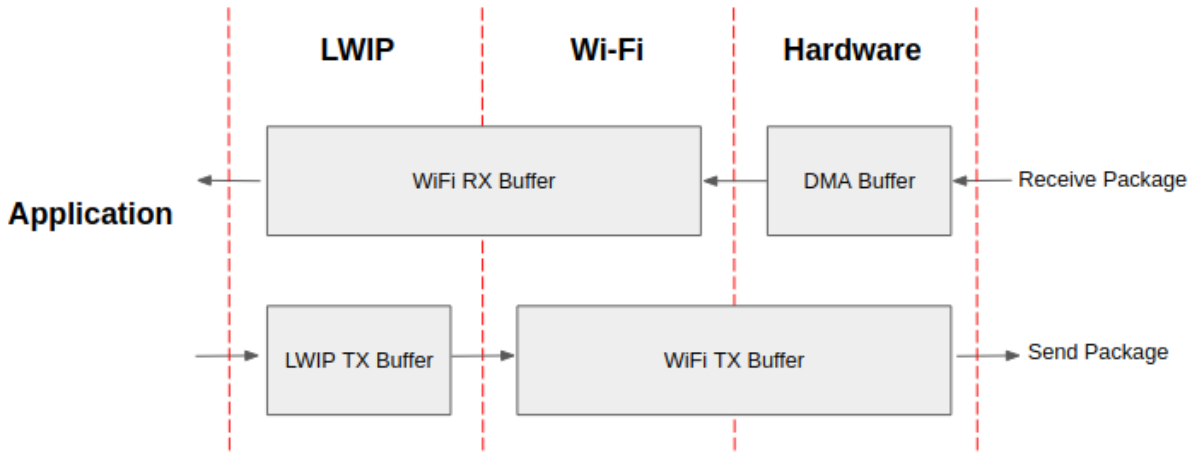 LWIP
Wi-Fi
Hardware
WiFi RX Buffer
DMA Buffer
Receive Package
Application
LWIP TX Buffer
WiFi TX Buffer
Send Package